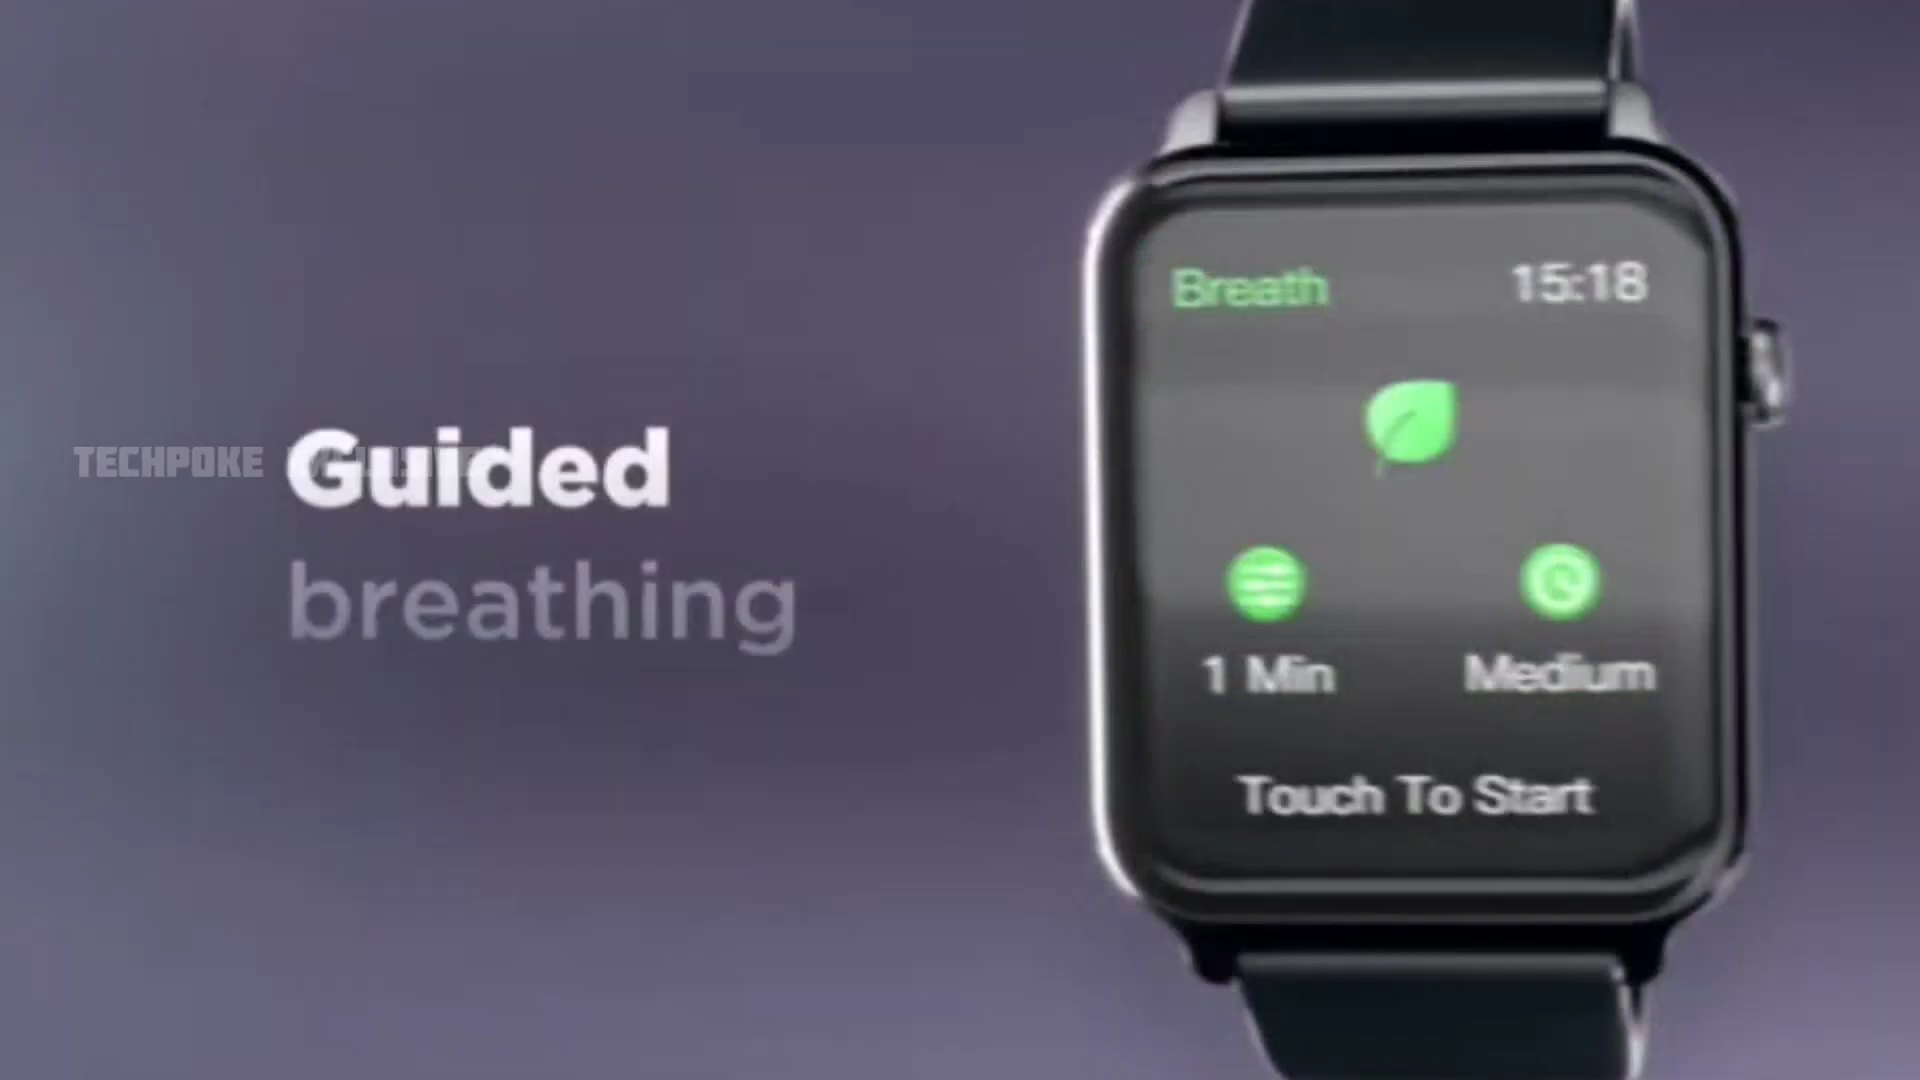 TECHPOKE
Guided
breathing
Breath 15:18
1 Min Medium
Touch To Start